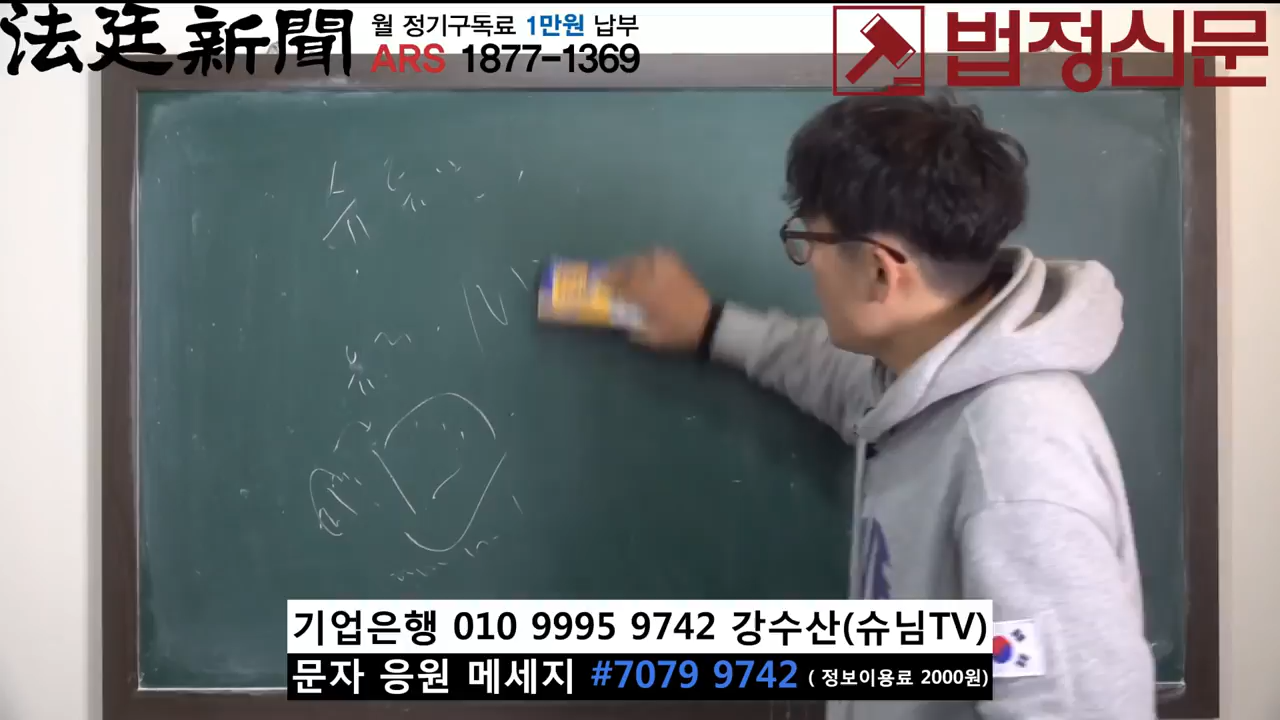 法廷新聞
월 정기구독료 1만원 납부
ARS 1877-1369
법정신문
기업은행 010 9995 9742 강수산(슈님TV)
문자 응원 메세지 #7079 9742 ( 정보이용료 2000원)